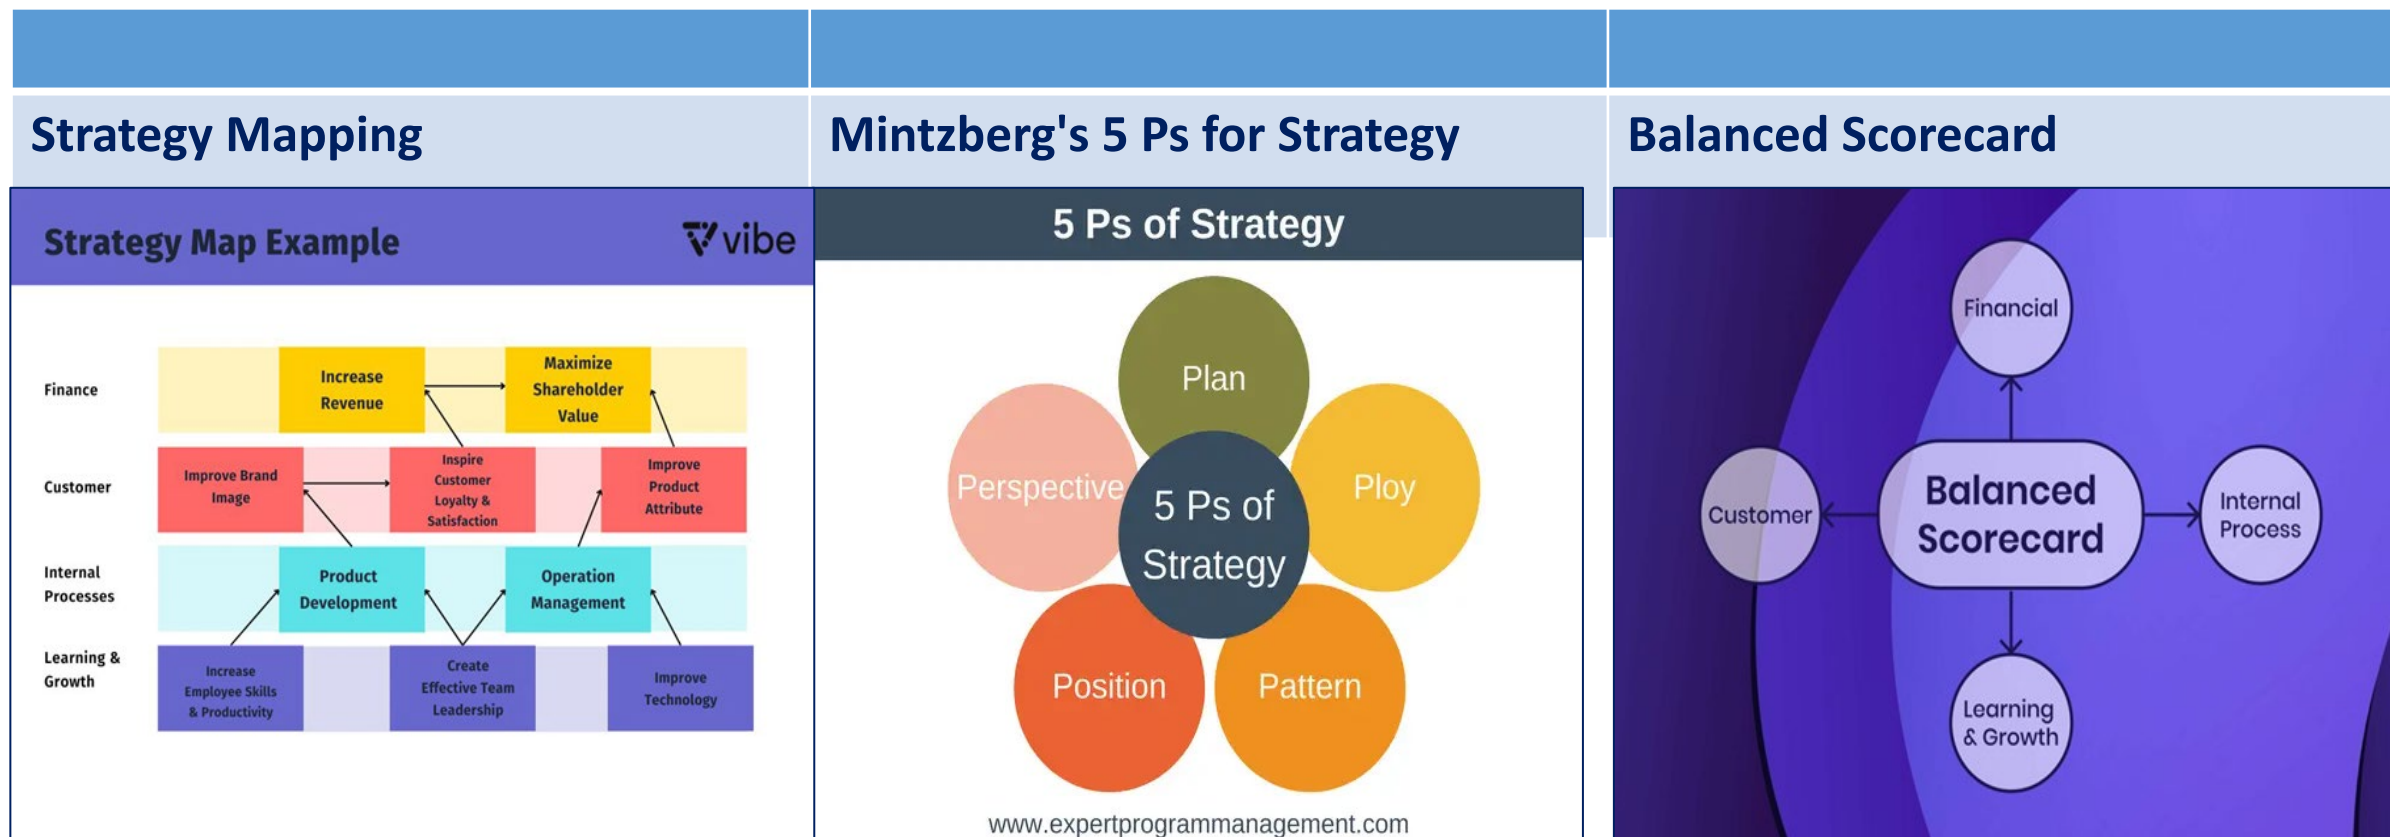 Strategy Mapping
Mintzberg's 5 Ps for Strategy
Balanced Scorecard
Strategy Map Example
vibe
Finance
Increase
Revenue
Maximize
Shareholder
Value
Customer
Improve Brand
Image
Inspire
Customer
Loyalty &
Satisfaction
Improve
Product
Attribute
Internal
Processes
Product
Development
Operation
Management
Learning &
Growth
Increase
Employee Skills
& Productivity
Create
Effective Team
Leadership
Improve
Technology
5 Ps of Strategy
Plan
Perspective
Ploy
5 Ps of
Strategy
Position
Pattern
www.expertprogrammanagement.com
Financial
Customer
Balanced
Scorecard
Internal
Process
Learning
& Growth